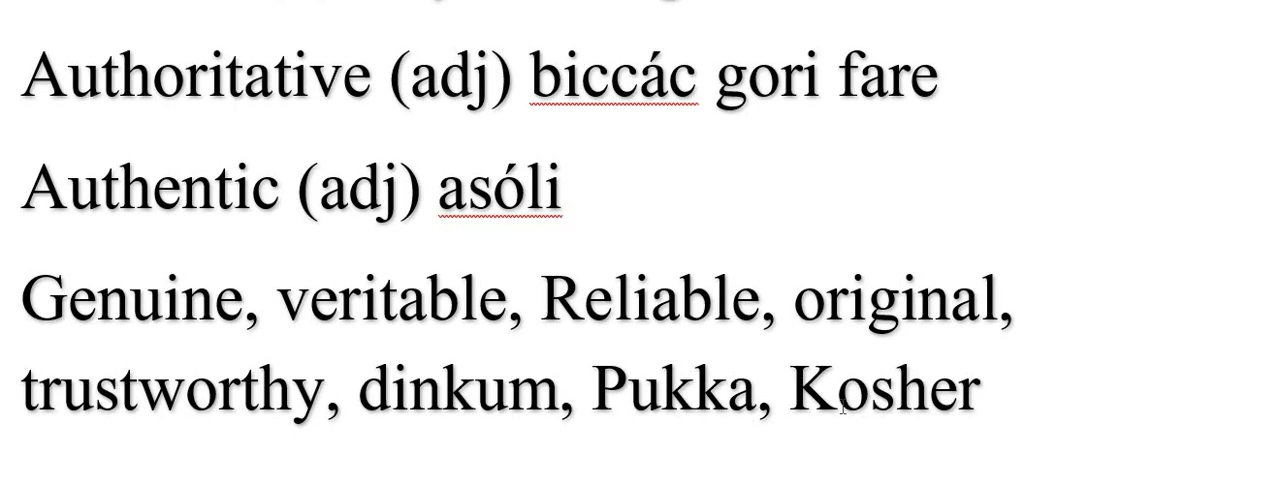 Authoritative (adj) biccác gori fare
Authentic (adj) asóli
Genuine, veritable, Reliable, original,
trustworthy, dinkum, Pukka, Kosher